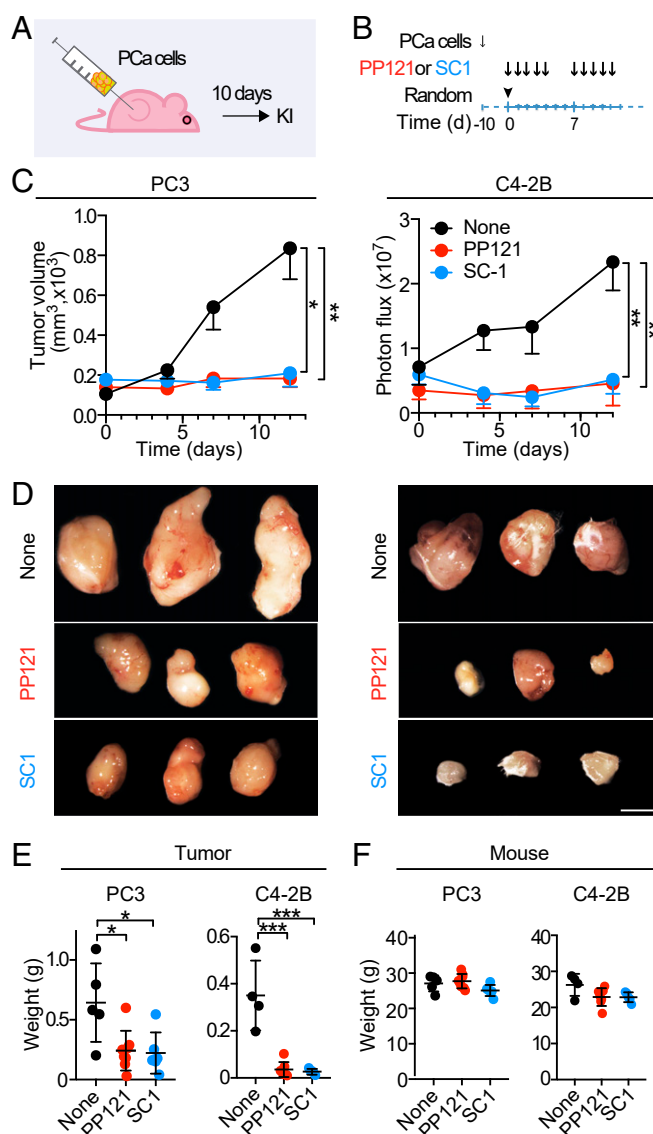 A
PCa cells
10 days
KI
B
PCa cells ↓
PP121 or SC1
Random
Time (d) -10 0 7
C
PC3
Tumor volume
(mm³,x10³)
1.0
0.8
0.6
0.4
0.2
0.0
0 5 10
Time (days)
*
**
C4-2B
Photon flux (x10⁷)
3
2
1
0
0 5 10
Time (days)
None
PP121
SC-1
**
**
D
None
PP121
SC1
E
Tumor
PC3
Weight (g)
1.0
0.5
0
*
*
None
PP121
SC1
C4-2B
0.6
0.4
0.2
0
***
***
None
PP121
SC1
F
Mouse
PC3
Weight (g)
40
30
20
10
0
None
PP121
SC1
C4-2B
40
30
20
10
0
None
PP121
SC1